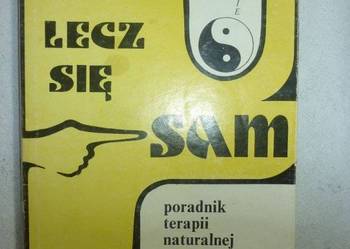 LECZ
SIĘ
SAM
poradnik
terapii
naturalnej